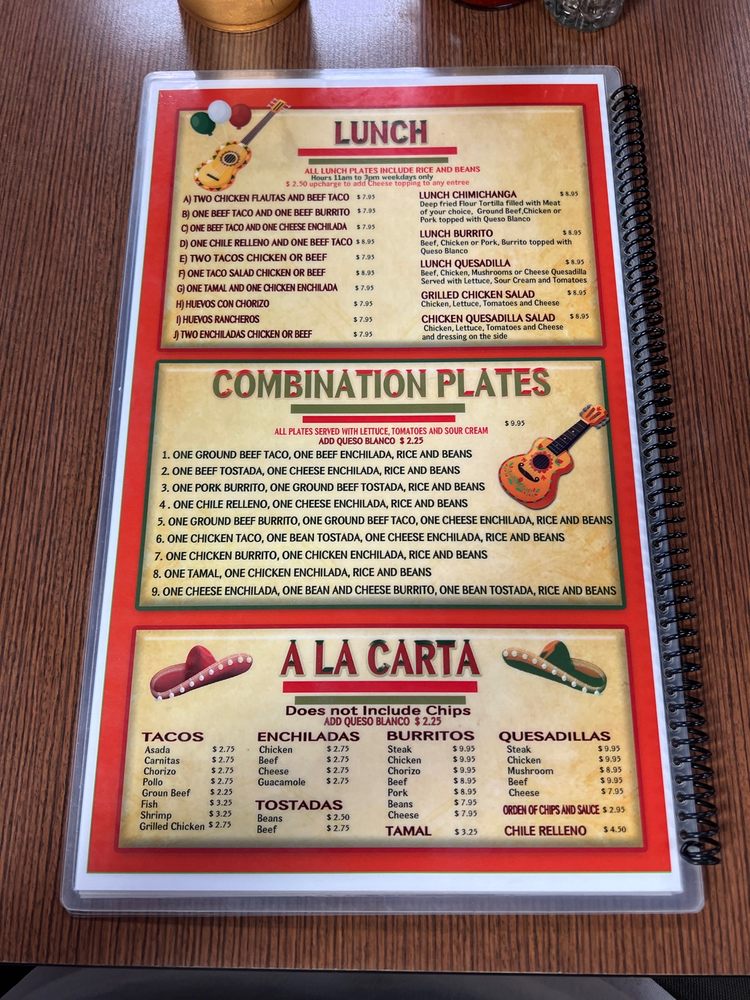 LUNCH
ALL LUNCH PLATES INCLUDE RICE AND BEANS
Hours 11am to 3pm weekdays only
$ 2.50 upcharge to add Cheese topping to any entree
A) TWO CHICKEN FLAUTAS AND BEEF TACO $ 7.95
B) ONE BEEF TACO AND ONE BEEF BURRITO $ 7.95
C) ONE BEEF TACO AND ONE CHEESE ENCHILADA $ 7.95
D) ONE CHILE RELLENO AND ONE BEEF TACO $ 8.95
E) TWO TACOS CHICKEN OR BEEF $ 7.95
F) ONE TACO SALAD CHICKEN OR BEEF $ 8.95
G) ONE TAMAL AND ONE CHICKEN ENCHILADA $ 7.95
H) HUEVOS CON CHORIZO $ 7.95
I) HUEVOS RANCHEROS $ 7.95
J) TWO ENCHILADAS CHICKEN OR BEEF $ 7.95
LUNCH CHIMICHANGA $ 8.95
Deep fried Flour Tortilla filled with Meat
of your choice, Ground Beef,Chicken or
Pork topped with Queso Blanco
LUNCH BURRITO $ 8.95
Beef, Chicken or Pork, Burrito topped with
Queso Blanco
LUNCH QUESADILLA $ 8.95
Beef, Chicken, Mushrooms or Cheese Quesadilla
Served with Lettuce, Sour Cream and Tomatoes
GRILLED CHICKEN SALAD $ 8.95
Chicken, Lettuce, Tomatoes and Cheese
CHICKEN QUESADILLA SALAD $ 8.95
Chicken, Lettuce, Tomatoes and Cheese
and dressing on the side
COMBINATION PLATES
$ 9.95
ALL PLATES SERVED WITH LETTUCE, TOMATOES AND SOUR CREAM
ADD QUESO BLANCO $ 2.25
1. ONE GROUND BEEF TACO, ONE BEEF ENCHILADA, RICE AND BEANS
2. ONE BEEF TOSTADA, ONE CHEESE ENCHILADA, RICE AND BEANS
3. ONE PORK BURRITO, ONE GROUND BEEF TOSTADA, RICE AND BEANS
4 . ONE CHILE RELLENO, ONE CHEESE ENCHILADA, RICE AND BEANS
5. ONE GROUND BEEF BURRITO, ONE GROUND BEEF TACO, ONE CHEESE ENCHILADA, RICE AND BEANS
6. ONE CHICKEN TACO, ONE BEAN TOSTADA, ONE CHEESE ENCHILADA, RICE AND BEANS
7. ONE CHICKEN BURRITO, ONE CHICKEN ENCHILADA, RICE AND BEANS
8. ONE TAMAL, ONE CHICKEN ENCHILADA, RICE AND BEANS
9. ONE CHEESE ENCHILADA, ONE BEAN AND CHEESE BURRITO, ONE BEAN TOSTADA, RICE AND BEANS
A LA CARTA
Does not Include Chips
ADD QUESO BLANCO $ 2.25
TACOS
Asada $ 2.75
Carnitas $ 2.75
Chorizo $ 2.75
Pollo $ 2.75
Groun Beef $ 2.25
Fish $ 3.25
Shrimp $ 3.25
Grilled Chicken $ 2.75
ENCHILADAS
Chicken $ 2.75
Beef $ 2.75
Cheese $ 2.75
Guacamole $ 2.75
TOSTADAS
Beans $ 2.50
Beef $ 2.75
BURRITOS
Steak $ 9.95
Chicken $ 9.95
Chorizo $ 9.95
Beef $ 8.95
Pork $ 8.95
Beans $ 7.95
Cheese $ 7.95
TAMAL $ 3.25
QUESADILLAS
Steak $ 9.95
Chicken $ 9.95
Mushroom $ 8.95
Beef $ 9.95
Cheese $ 7.95
ORDEN OF CHIPS AND SAUCE $ 2.95
CHILE RELLENO $ 4.50